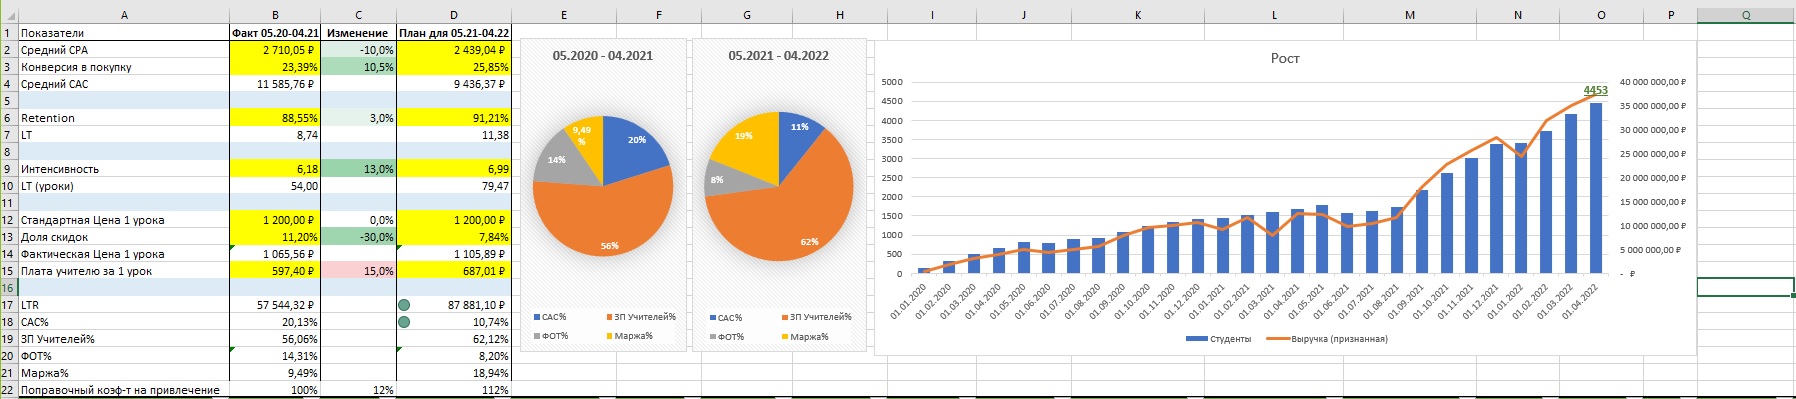 A B C D E F G H I J K L M N O P Q
1 Показатели Факт 05.20-04.21 Изменение План для 05.21-04.22
2 Средний CPA 2 710,05 ₽ -10,0% 2 439,04 ₽
3 Конверсия в покупку 23,39% 10,5% 25,85%
4 Средний CAC 11 585,76 ₽ 9 436,37 ₽
5
6 Retention 88,55% 3,0% 91,21%
7 LT 8,74 11,38
8
9 Интенсивность 6,18 13,0% 6,99
10 LT (уроки) 54,00 79,47
11
12 Стандартная Цена 1 урока 1 200,00 ₽ 0,0% 1 200,00 ₽
13 Доля скидок 11,20% -30,0% 7,84%
14 Фактическая Цена 1 урока 1 065,56 ₽ 1 105,89 ₽
15 Плата учителю за 1 урок 597,40 ₽ 15,0% 687,01 ₽
16
17 LTR 57 544,32 ₽ 87 881,10 ₽
18 CAC% 20,13% 10,74%
19 ЗП Учителей% 56,06% 62,12%
20 ФОТ% 14,31% 8,20%
21 Маржа% 9,49% 18,94%
22 Поправочный коэф-т на привлечение 100% 12% 112%
05.2020 - 04.2021
9,49
%
20%
14%
56%
CAC% ЗП Учителей%
ФОТ% Маржа%
05.2021 - 04.2022
11%
19%
8%
62%
CAC% ЗП Учителей%
ФОТ% Маржа%
Рост
4453
5000 40 000 000,00 ₽
4500 35 000 000,00 ₽
4000 30 000 000,00 ₽
3500 25 000 000,00 ₽
3000
2500 20 000 000,00 ₽
2000 15 000 000,00 ₽
1500 10 000 000,00 ₽
1000 5 000 000,00 ₽
500
0 - ₽
01.01.2020 01.02.2020 01.03.2020 01.04.2020 01.05.2020 01.06.2020 01.07.2020 01.08.2020 01.09.2020 01.10.2020 01.11.2020 01.12.2020 01.01.2021 01.02.2021 01.03.2021 01.04.2021 01.05.2021 01.06.2021 01.07.2021 01.08.2021 01.09.2021 01.10.2021 01.11.2021 01.12.2021 01.01.2022 01.02.2022 01.03.2022 01.04.2022
Студенты Выручка (признанная)